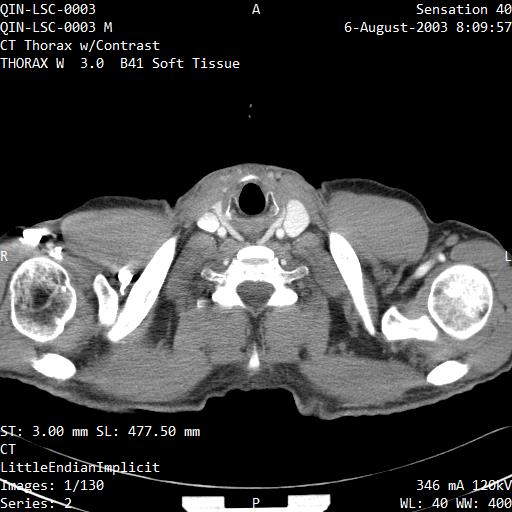 QIN-LSC-0003
A
Sensation 40
QIN-LSC-0003 M
6-August-2003 8:09:57
CT Thorax w/Contrast
THORAX W  3.0  B41 Soft Tissue
R
L
ST: 3.00 mm SL: 477.50 mm
CT
LittleEndianImplicit
Images: 1/130
346 mA 120kV
Series: 2
P
WL: 40 WW: 400